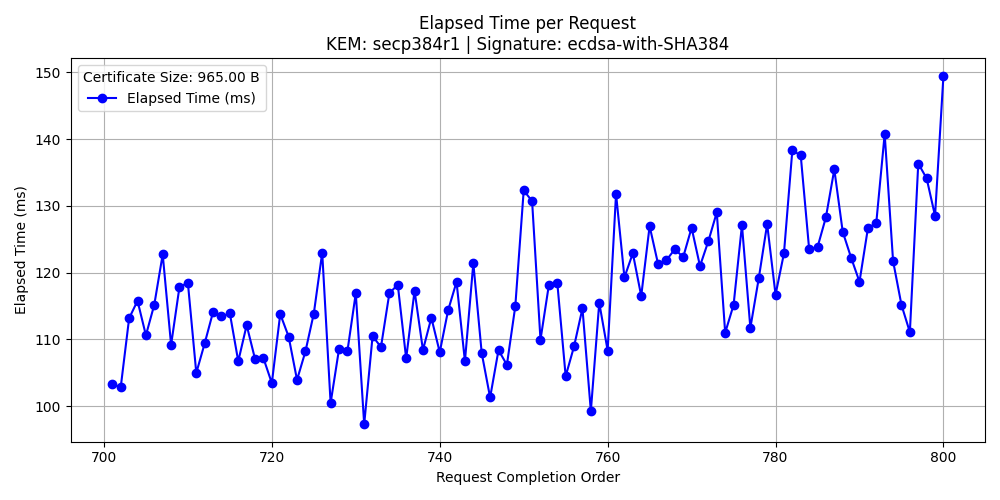 Elapsed Time per Request
KEM: secp384r1 | Signature: ecdsa-with-SHA384
Certificate Size: 965.00 B
Elapsed Time (ms)
150
140
130
120
110
100
Elapsed Time (ms)
700
720
740
760
780
800
Request Completion Order